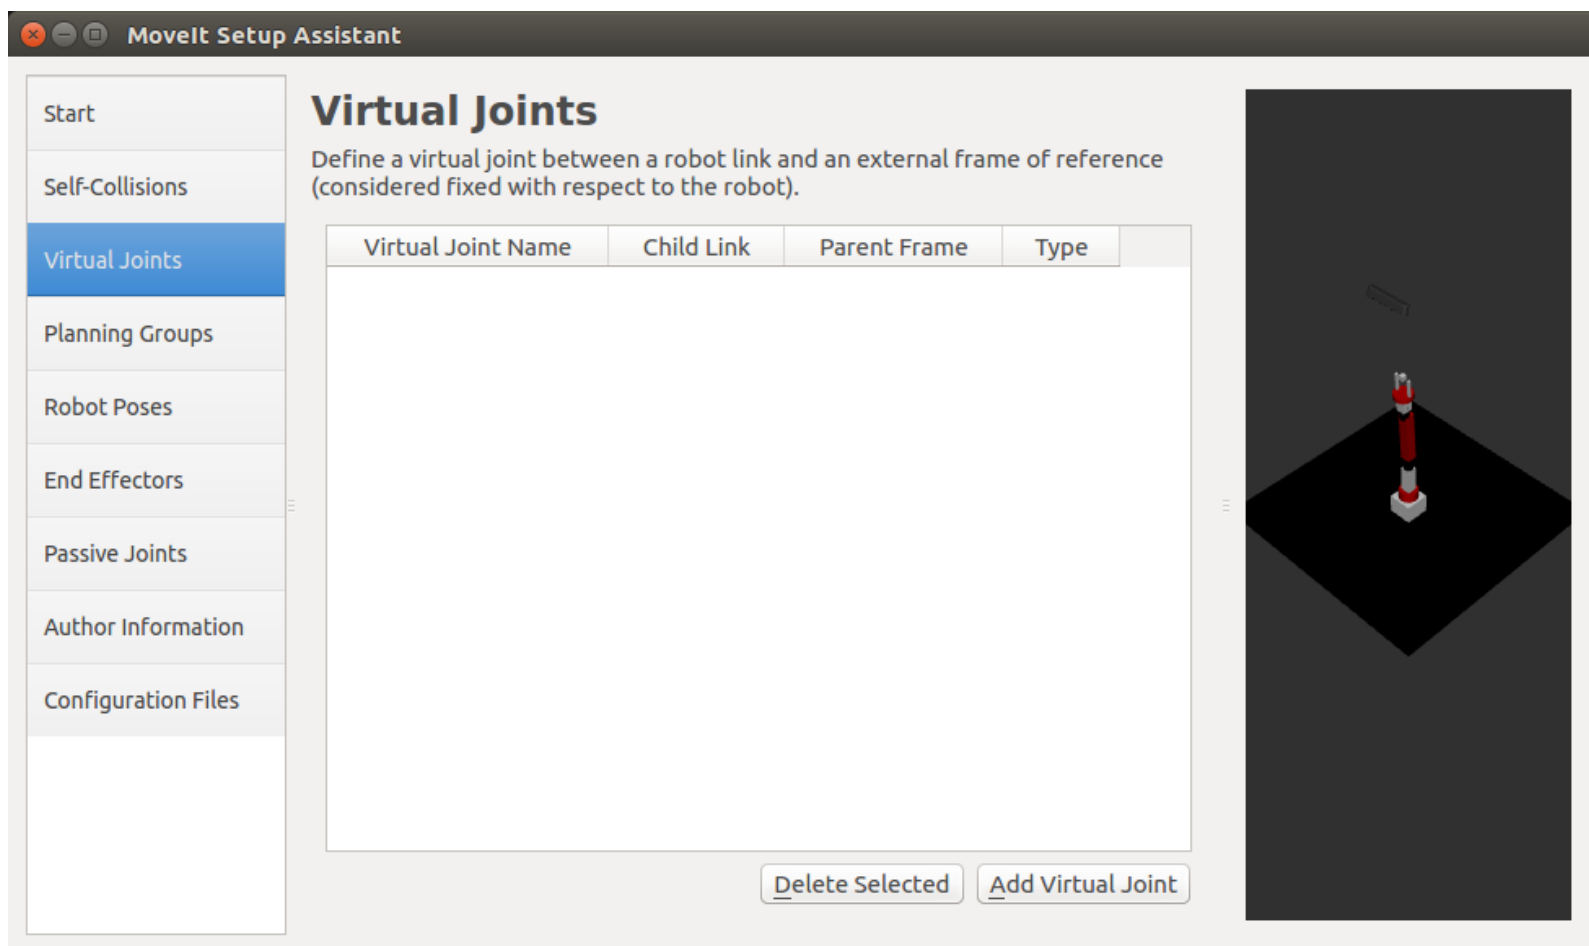 MoveIt Setup Assistant
Start
Self-Collisions
Virtual Joints
Planning Groups
Robot Poses
End Effectors
Passive Joints
Author Information
Configuration Files
Virtual Joints
Define a virtual joint between a robot link and an external frame of reference
(considered fixed with respect to the robot).
Virtual Joint Name Child Link Parent Frame Type
Delete Selected Add Virtual Joint